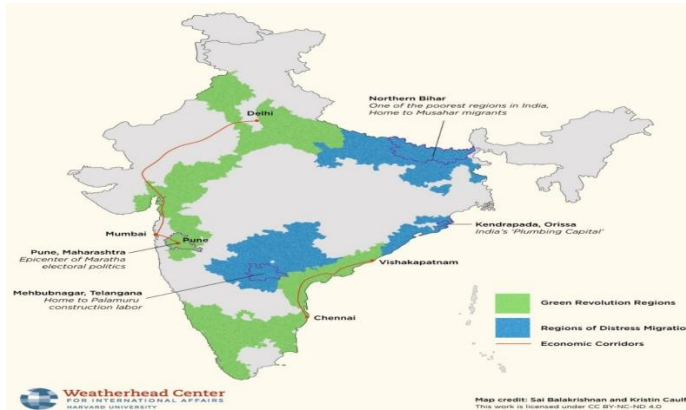 Delhi
Northern Bihar
One of the poorest regions in India,
Home to Musahar migrants
Mumbai
Pune
Pune, Maharashtra
Epicenter of Maratha
electoral politics
Kendrapada, Orissa
India's 'Plumbing Capital'
Vishakapatnam
Mehbubnagar, Telangana
Home to Palamuru
construction labor
Chennai
Green Revolution Regions
Regions of Distress Migratio
Economic Corridors
Weatherhead Center
FOR INTERNATIONAL AFFAIRS
HARVARD UNIVERSITY
Map credit: Sai Balakrishnan and Kristin Caulf
This work is licensed under CC BY-NC-ND 4.0